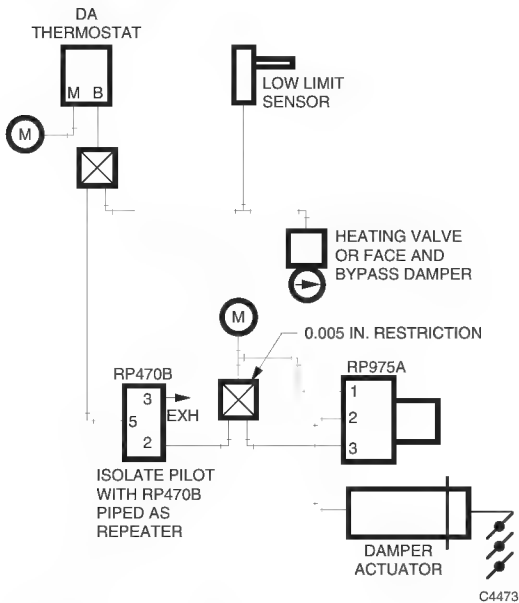 DA
THERMOSTAT
M B
M
LOW LIMIT
SENSOR
HEATING VALVE
OR FACE AND
BYPASS DAMPER
M
0.005 IN. RESTRICTION
RP470B
3
EXH
5
2
RP975A
1
2
3
ISOLATE PILOT
WITH RP470B
PIPED AS
REPEATER
DAMPER
ACTUATOR
C4473